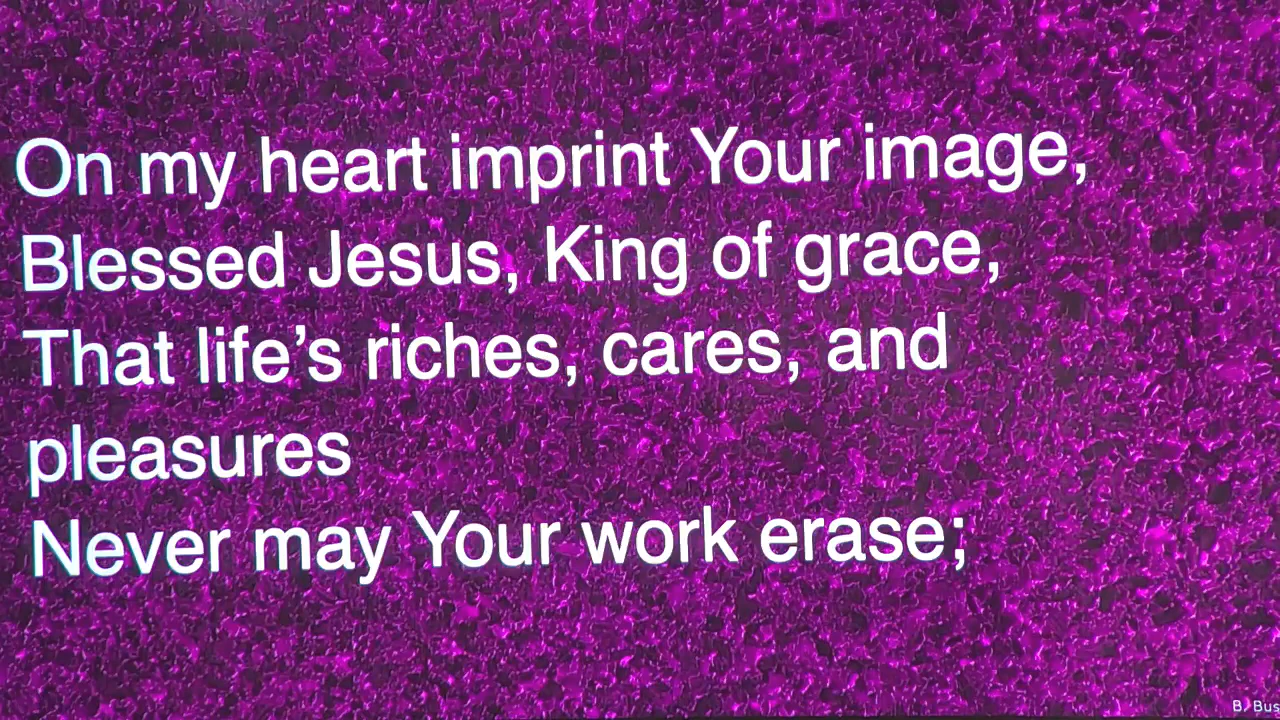 On my heart imprint Your image,
Blessed Jesus, King of grace,
That life’s riches, cares, and
pleasures
Never may Your work erase;
B. Bus